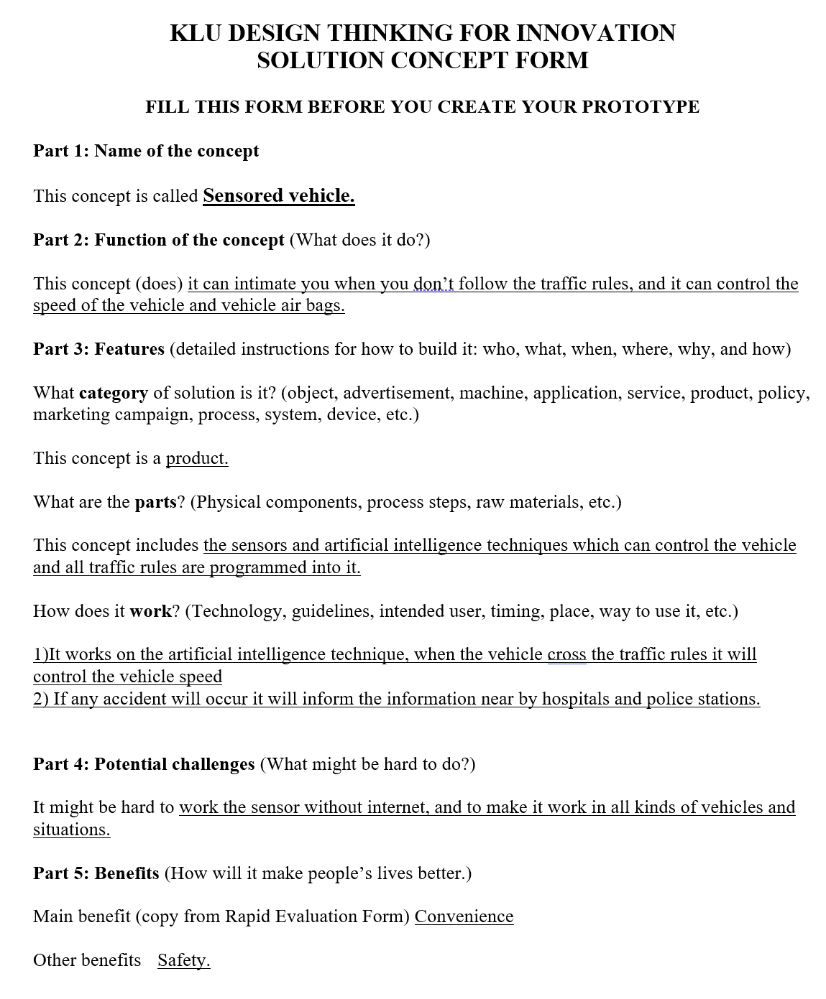 KLU DESIGN THINKING FOR INNOVATION
SOLUTION CONCEPT FORM
FILL THIS FORM BEFORE YOU CREATE YOUR PROTOTYPE
Part 1: Name of the concept
This concept is called Sensored vehicle.
Part 2: Function of the concept (What does it do?)
This concept (does) it can intimate you when you don’t follow the traffic rules, and it can control the
speed of the vehicle and vehicle air bags.
Part 3: Features (detailed instructions for how to build it: who, what, when, where, why, and how)
What category of solution is it? (object, advertisement, machine, application, service, product, policy,
marketing campaign, process, system, device, etc.)
This concept is a product.
What are the parts? (Physical components, process steps, raw materials, etc.)
This concept includes the sensors and artificial intelligence techniques which can control the vehicle
and all traffic rules are programmed into it.
How does it work? (Technology, guidelines, intended user, timing, place, way to use it, etc.)
1)It works on the artificial intelligence technique, when the vehicle cross the traffic rules it will
control the vehicle speed
2) If any accident will occur it will inform the information near by hospitals and police stations.
Part 4: Potential challenges (What might be hard to do?)
It might be hard to work the sensor without internet, and to make it work in all kinds of vehicles and
situations.
Part 5: Benefits (How will it make people’s lives better.)
Main benefit (copy from Rapid Evaluation Form) Convenience
Other benefits Safety.